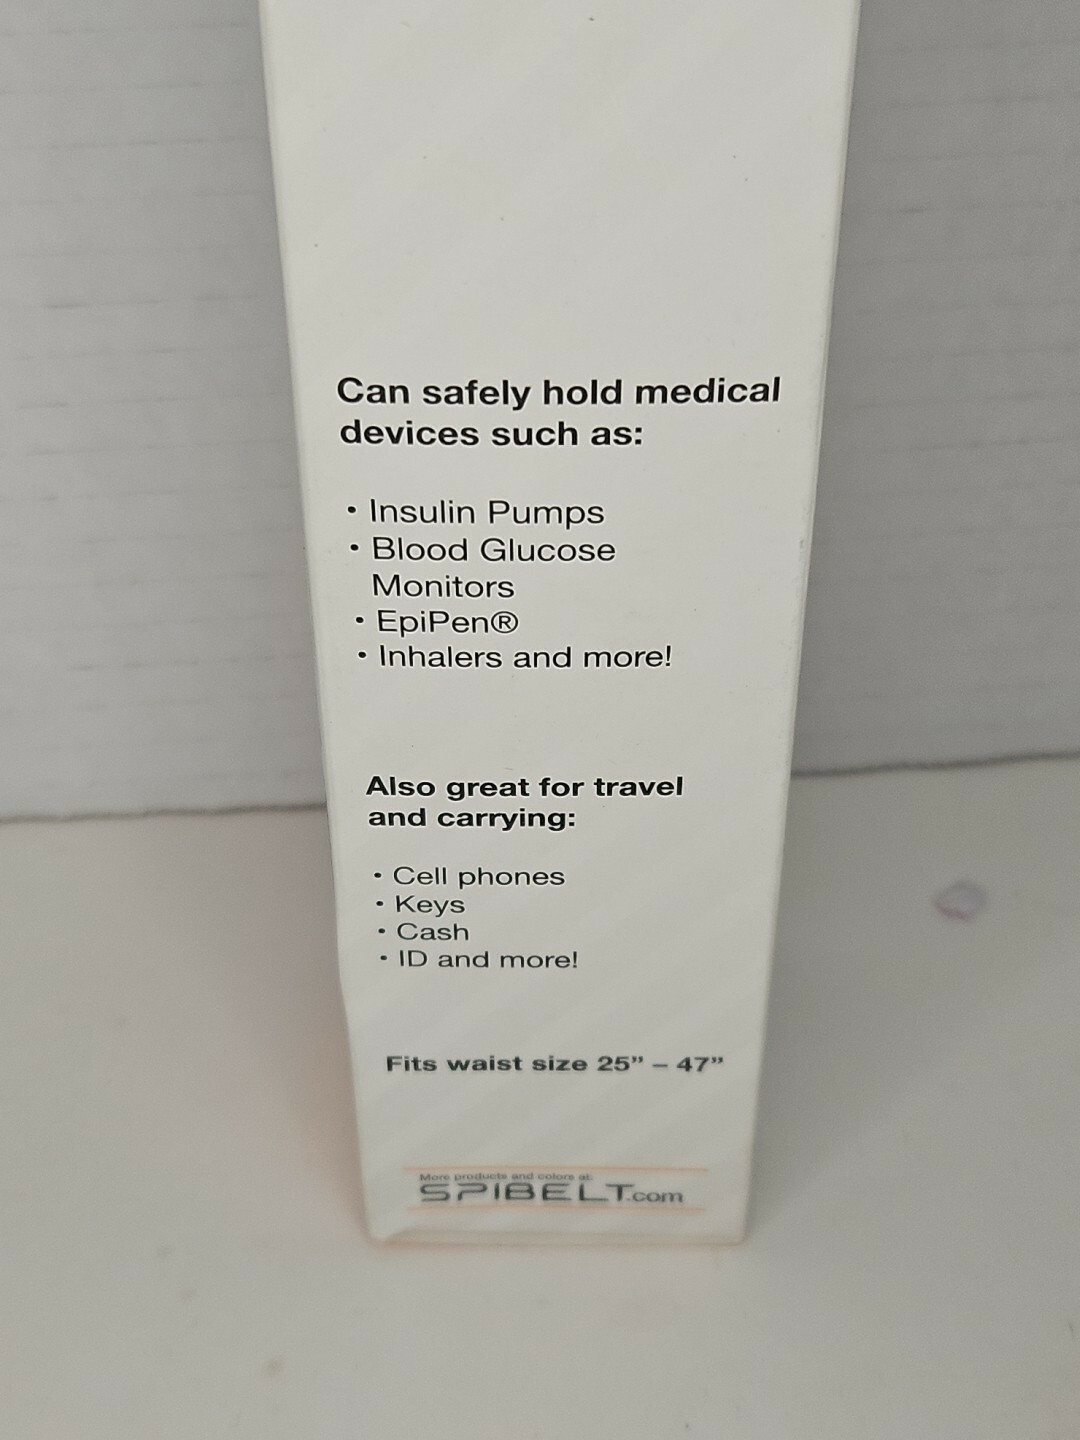 Can safely hold medical
devices such as:
• Insulin Pumps
• Blood Glucose
Monitors
• EpiPen®
• Inhalers and more!
Also great for travel
and carrying:
• Cell phones
• Keys
• Cash
• ID and more!
Fits waist size 25” – 47”
More products and colors at:
SPIBELT.com